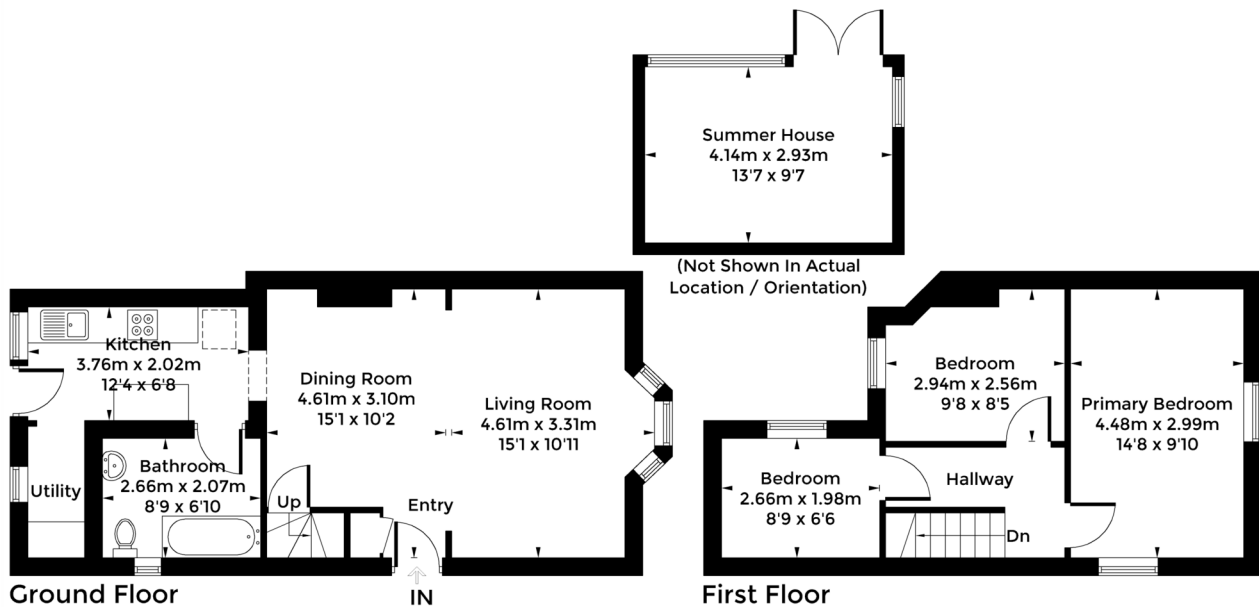 Summer House
4.14m x 2.93m
13'7 x 9'7
(Not Shown In Actual
Location / Orientation)
Kitchen
3.76m x 2.02m
12'4 x 6'8
Dining Room
4.61m x 3.10m
15'1 x 10'2
Living Room
4.61m x 3.31m
15'1 x 10'11
Bathroom
2.66m x 2.07m
8'9 x 6'10
Utility
Up
Entry
IN
Ground Floor
Bedroom
2.94m x 2.56m
9'8 x 8'5
Primary Bedroom
4.48m x 2.99m
14'8 x 9'10
Bedroom
2.66m x 1.98m
8'9 x 6'6
Hallway
Dn
First Floor